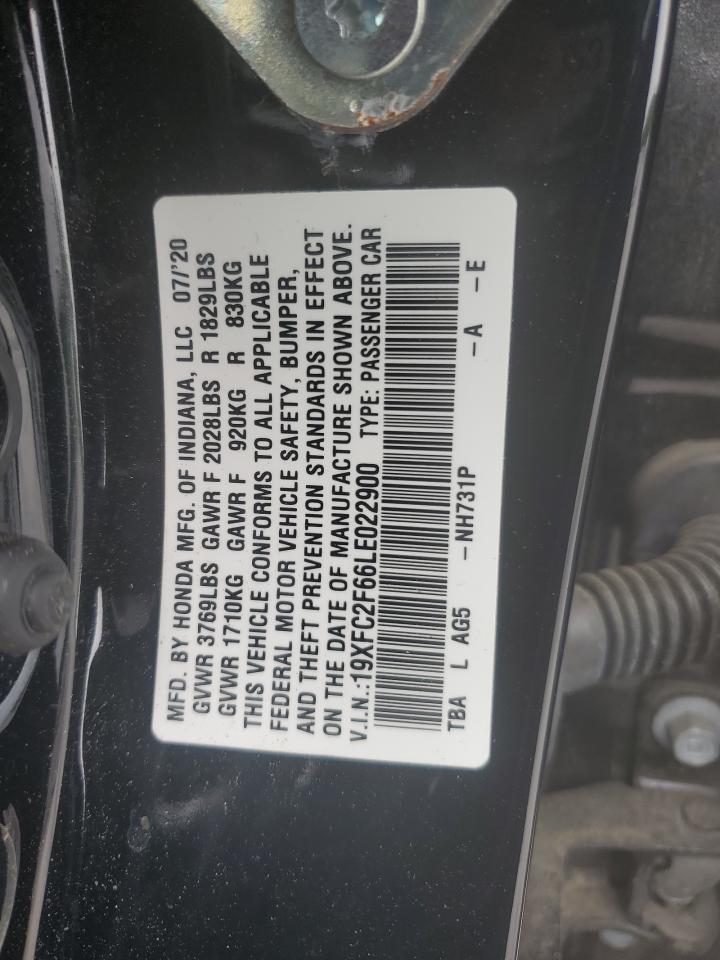 MFD. BY HONDA MFG. OF INDIANA, LLC 07/'20
GVWR 3769LBS GAWR F 2028LBS R 1829LBS
GVWR 1710KG GAWR F 920KG R 830KG
THIS VEHICLE CONFORMS TO ALL APPLICABLE
FEDERAL MOTOR VEHICLE SAFETY, BUMPER,
AND THEFT PREVENTION STANDARDS IN EFFECT
ON THE DATE OF MANUFACTURE SHOWN ABOVE.
V.I.N.:19XFC2F66LE022900 TYPE: PASSENGER CAR
TBA L AG5 -NH731P -A -E